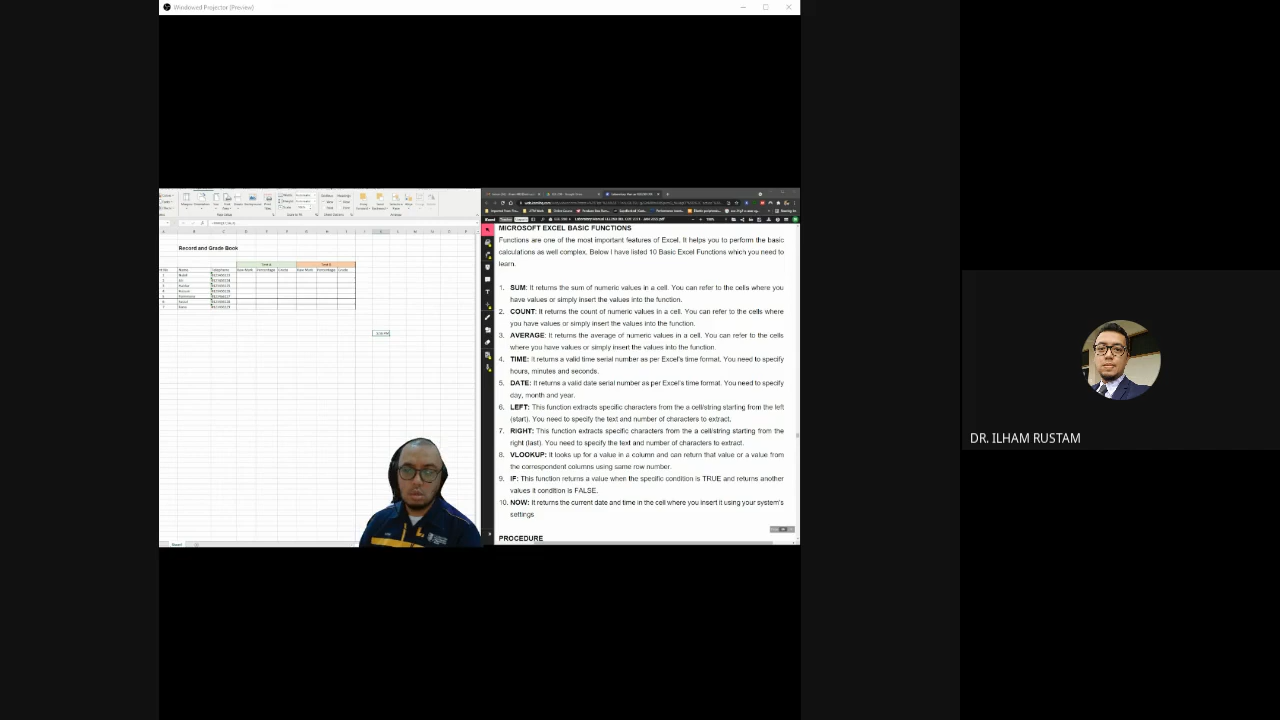 Windowed Projector (Preview)
Record and Grade Book
Name
Test A
Test B
Raw Mark Percentage Grade Raw Mark Percentage Grade
MICROSOFT EXCEL BASIC FUNCTIONS
Functions are one of the most important features of Excel. It helps you to perform the basic
calculations as well complex. Below I have listed 10 Basic Excel Functions which you need to
learn.
1. SUM: It returns the sum of numeric values in a cell. You can refer to the cells where you
have values or simply insert the values into the function.
2. COUNT: It returns the count of numeric values in a cell. You can refer to the cells where
you have values or simply insert the values into the function.
3. AVERAGE: It returns the average of numeric values in a cell. You can refer to the cells
where you have values or simply insert the values into the function.
4. TIME: It returns a valid time serial number as per Excel's time format. You need to specify
hours, minutes and seconds.
5. DATE: It returns a valid date serial number as per Excel's time format. You need to specify
day, month and year.
6. LEFT: This function extracts specific characters from the a cell/string starting from the left
(start). You need to specify the text and number of characters to extract.
7. RIGHT: This function extracts specific characters from the a cell/string starting from the
right (last). You need to specify the text and number of characters to extract.
8. VLOOKUP: It looks up for a value in a column and can return that value or a value from
the correspondent columns using same row number.
9. IF: This function returns a value when the specific condition is TRUE and returns another
values it condition is FALSE.
10. NOW: It returns the current date and time in the cell where you insert it using your system's
settings
PROCEDURE
DR. ILHAM RUSTAM